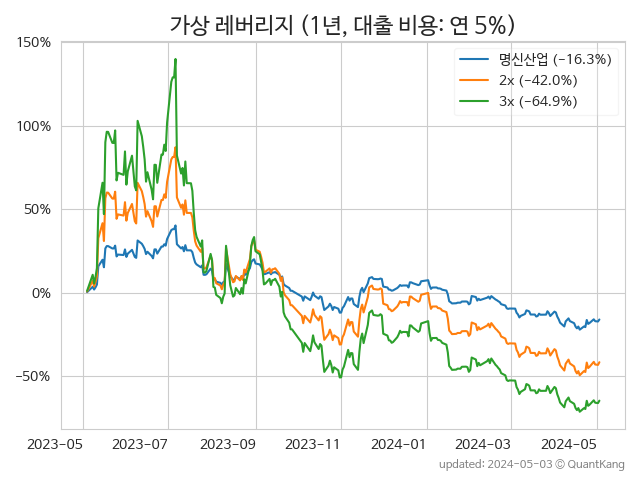 가상 레버리지 (1년, 대출 비용: 연 5%)
명신산업 (−16.3%)
2x (−42.0%)
3x (−64.9%)
150%
100%
50%
0%
−50%
2023-05 2023-07 2023-09 2023-11 2024-01 2024-03 2024-05
updated: 2024-05-03 ⓒ QuantKang